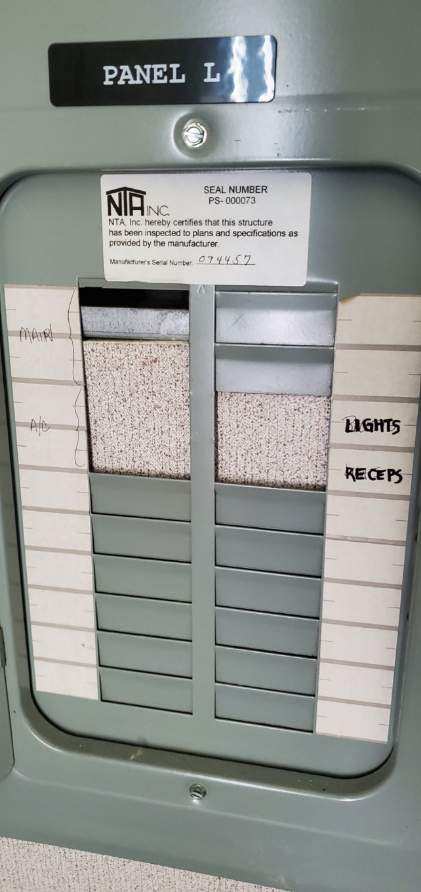 PANEL L
NTA INC.
SEAL NUMBER
PS- 000073
NTA, Inc. hereby certifies that this structure
has been inspected to plans and specifications as
provided by the manufacturer.
Manufacturer's Serial Number: 094457
MAIN
A/C
LIGHTS
RECEPS